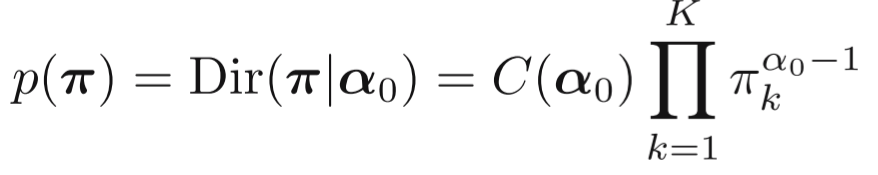 p(𝛑) = Dir(𝛑|𝛂₀) = C(𝛂₀) ∏_{k=1}^{K} π_k^{α₀−1}